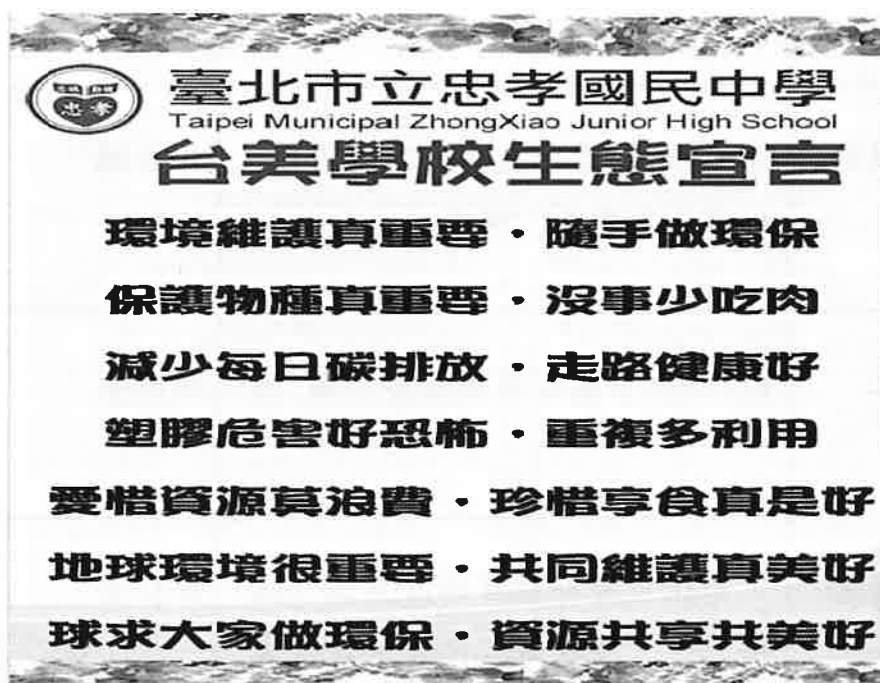 忠孝
臺北市立忠孝國民中學
Taipei Municipal ZhongXiao Junior High School
台美學校生態宣言
環境維護真重要・隨手做環保
保護物種真重要・沒事少吃肉
減少每日碳排放・走路健康好
塑膠危害好恐怖・重複多利用
愛惜資源莫浪費・珍惜享食真是好
地球環境很重要・共同維護真美好
球求大家做環保・資源共享共美好